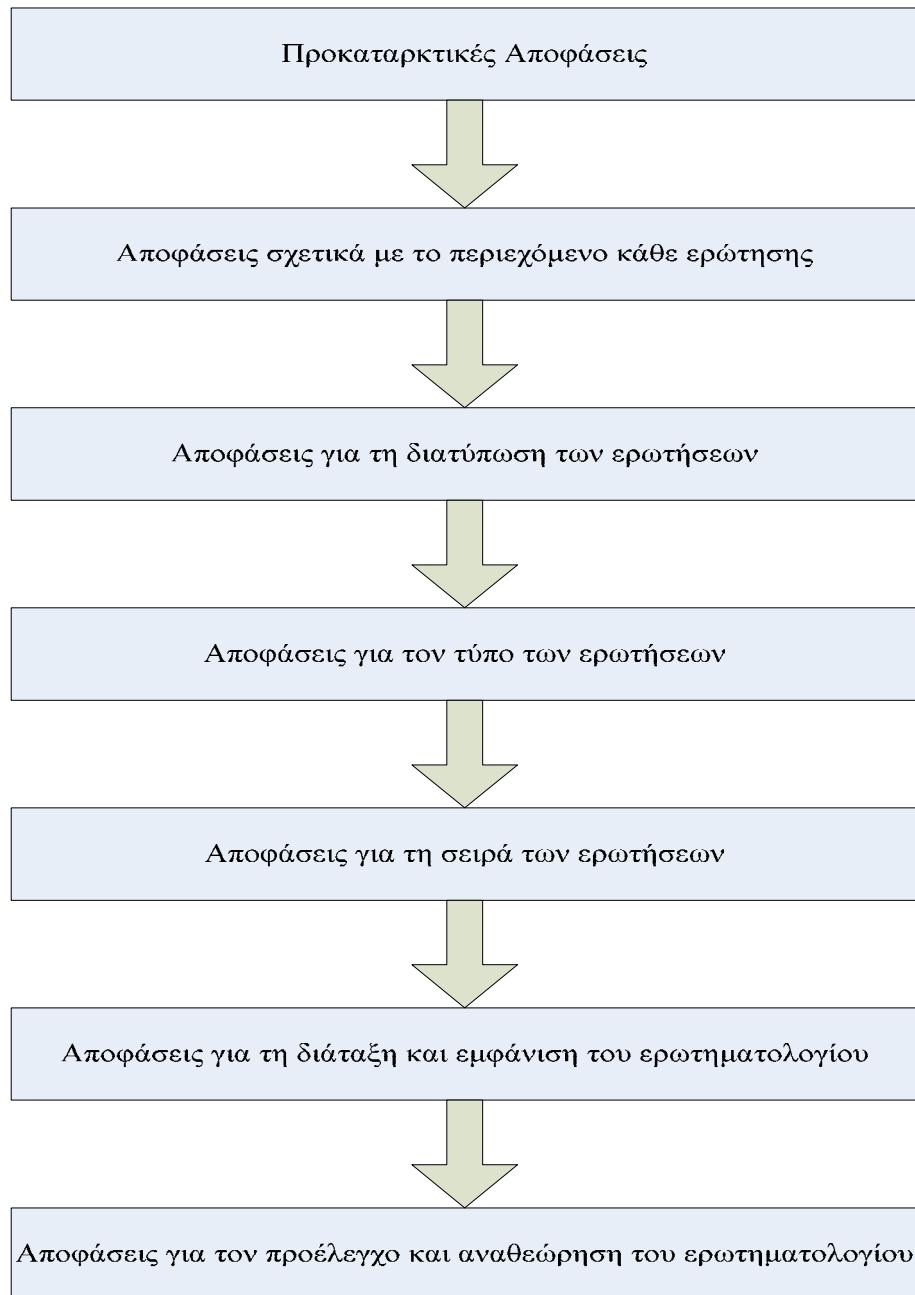 Προκαταρκτικές Αποφάσεις
Αποφάσεις σχετικά με το περιεχόμενο κάθε ερώτησης
Αποφάσεις για τη διατύπωση των ερωτήσεων
Αποφάσεις για τον τύπο των ερωτήσεων
Αποφάσεις για τη σειρά των ερωτήσεων
Αποφάσεις για τη διάταξη και εμφάνιση του ερωτηματολογίου
Αποφάσεις για τον προέλεγχο και αναθεώρηση του ερωτηματολογίου